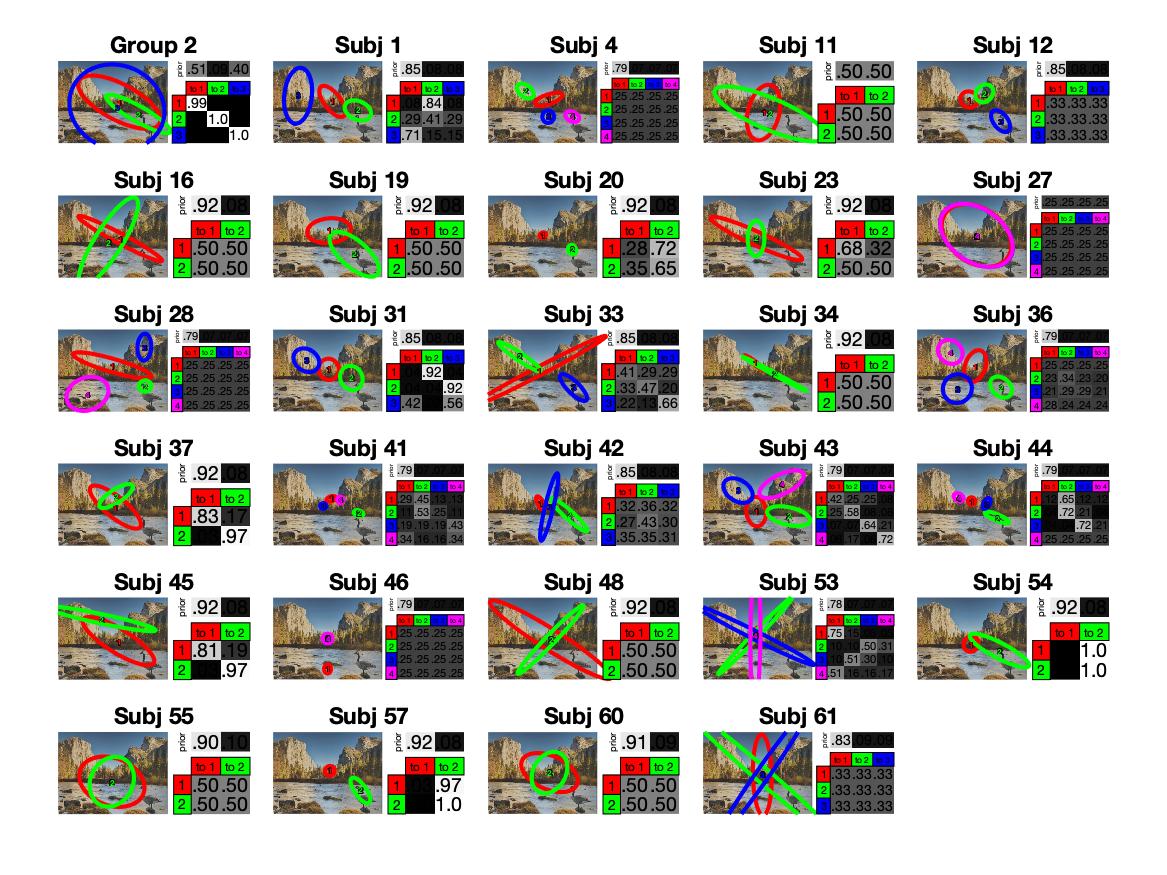 Group 2
prior .51 .09 .40
to 1 to 2 to 3
1 .99
2 1.0
3 1.0
Subj 1
prior .85 .08 .08
to 1 to 2 to 3
1 .08 .84 .08
2 .29 .41 .29
3 .71 .15 .15
Subj 4
prior .79 .07 .07 .07
to 1 to 2 to 3 to 4
1 .25 .25 .25 .25
2 .25 .25 .25 .25
3 .25 .25 .25 .25
4 .25 .25 .25 .25
Subj 11
prior .50 .50
to 1 to 2
1 .50 .50
2 .50 .50
Subj 12
prior .85 .08 .08
to 1 to 2 to 3
1 .33 .33 .33
2 .33 .33 .33
3 .33 .33 .33
Subj 16
prior .92 .08
to 1 to 2
1 .50 .50
2 .50 .50
Subj 19
prior .92 .08
to 1 to 2
1 .50 .50
2 .50 .50
Subj 20
prior .92 .08
to 1 to 2
1 .28 .72
2 .35 .65
Subj 23
prior .92 .08
to 1 to 2
1 .68 .32
2 .50 .50
Subj 27
prior .25 .25 .25 .25
to 1 to 2 to 3 to 4
1 .25 .25 .25 .25
2 .25 .25 .25 .25
3 .25 .25 .25 .25
4 .25 .25 .25 .25
Subj 28
prior .79 .07 .07 .07
to 1 to 2 to 3 to 4
1 .25 .25 .25 .25
2 .25 .25 .25 .25
3 .25 .25 .25 .25
4 .25 .25 .25 .25
Subj 31
prior .85 .08 .08
to 1 to 2 to 3
1 .92
2 .92
3 .42 .56
Subj 33
prior .85 .08 .08
to 1 to 2 to 3
1 .41 .29 .29
2 .33 .47 .20
3 .22 .13 .66
Subj 34
prior .92 .08
to 1 to 2
1 .50 .50
2 .50 .50
Subj 36
prior .79 .07 .07 .07
to 1 to 2 to 3 to 4
1 .25 .25 .25 .25
2 .23 .34 .23 .20
3 .21 .29 .29 .21
4 .28 .24 .24 .24
Subj 37
prior .92 .08
to 1 to 2
1 .83 .17
2 .97
Subj 41
prior .79 .07 .07 .07
to 1 to 2 to 3 to 4
1 .29 .45 .13 .13
2 .11 .53 .25 .11
3 .19 .19 .19 .43
4 .34 .16 .16 .34
Subj 42
prior .85 .08 .08
to 1 to 2 to 3
1 .32 .36 .32
2 .27 .43 .30
3 .35 .35 .31
Subj 43
prior .79 .07 .07 .07
to 1 to 2 to 3 to 4
1 .42 .25 .25 .08
2 .25 .58 .08 .08
3 .07 .07 .64 .21
4 .17 .72
Subj 44
prior .79 .07 .07 .07
to 1 to 2 to 3 to 4
1 .12 .65 .12 .12
2 .72 .21
3 .72 .21
4 .25 .25 .25 .25
Subj 45
prior .92 .08
to 1 to 2
1 .81 .19
2 .97
Subj 46
prior .79 .07 .07 .07
to 1 to 2 to 3 to 4
1 .25 .25 .25 .25
2 .25 .25 .25 .25
3 .25 .25 .25 .25
4 .25 .25 .25 .25
Subj 48
prior .92 .08
to 1 to 2
1 .50 .50
2 .50 .50
Subj 53
prior .78 .07 .07 .07
to 1 to 2 to 3 to 4
1 .75 .15
2 .10 .10 .50 .31
3 .10 .51 .30 .10
4 .51 .16 .16 .17
Subj 54
prior .92 .08
to 1 to 2
1 1.0
2 1.0
Subj 55
prior .90 .10
to 1 to 2
1 .50 .50
2 .50 .50
Subj 57
prior .92 .08
to 1 to 2
1 .03 .97
2 1.0
Subj 60
prior .91 .09
to 1 to 2
1 .50 .50
2 .50 .50
Subj 61
prior .83 .09 .09
to 1 to 2 to 3
1 .33 .33 .33
2 .33 .33 .33
3 .33 .33 .33